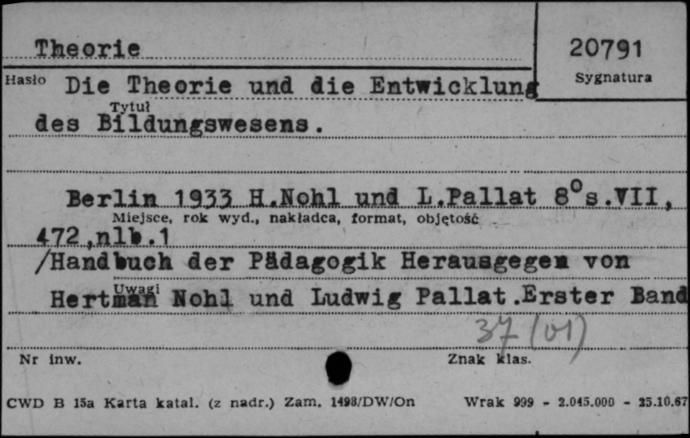 Theorie
20791
Hasło
Sygnatura
Die Theorie und die Entwicklung
Tytuł
des Bildungswesens.
Berlin 1933 H.Nohl und L.Pallat 8° s.VII,
Miejsce, rok wyd., nakładca, format, objętość
472,nlb.1
/Handbuch der Pädagogik Herausgegen von
Uwagi
Hertman Nohl und Ludwig Pallat.Erster Band
37 (01)
Nr inw.
Znak klas.
CWD B 15a Karta katal. (z nadr.) Zam. 1498/DW/On
Wrak 999 - 2.045.000 - 25.10.67